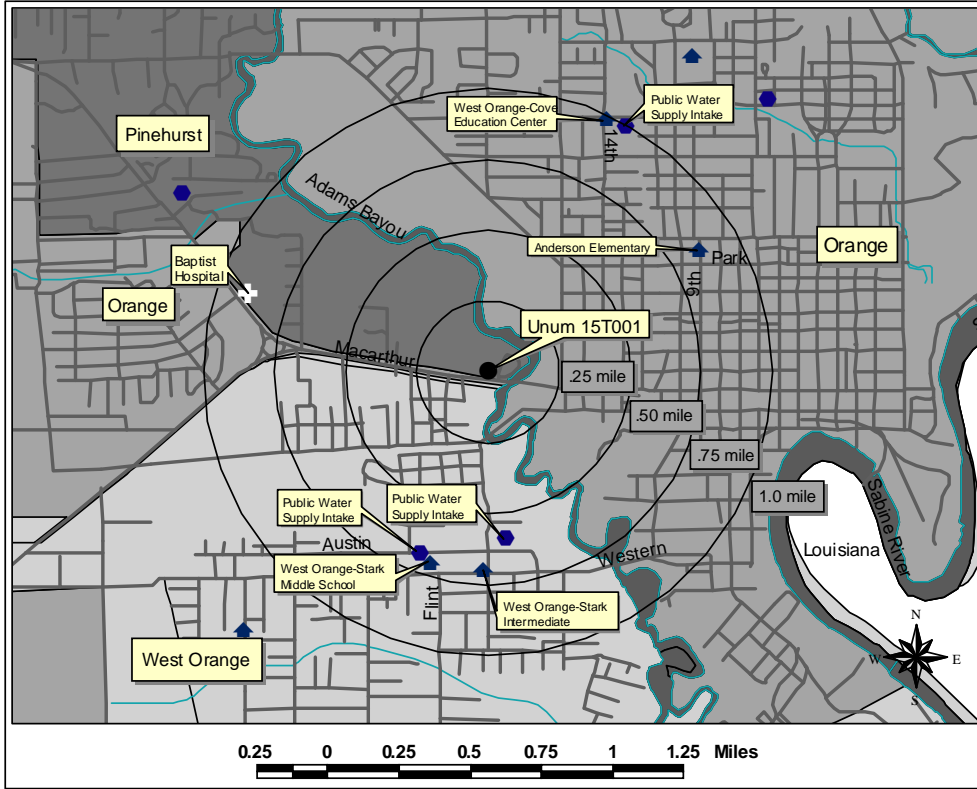 West Orange-Cove
Education Center
Public Water
Supply Intake
14th
Pinehurst
Adams Bayou
Anderson Elementary
Park
9th
Orange
Baptist
Hospital
Orange
Unum 15T001
Macarthur
.25 mile
.50 mile
.75 mile
1.0 mile
Sabine River
Louisiana
Public Water
Supply Intake
Public Water
Supply Intake
Austin
Western
West Orange-Stark
Middle School
Flint
West Orange-Stark
Intermediate
West Orange
N
W
E
S
0.25 0 0.25 0.5 0.75 1 1.25 Miles